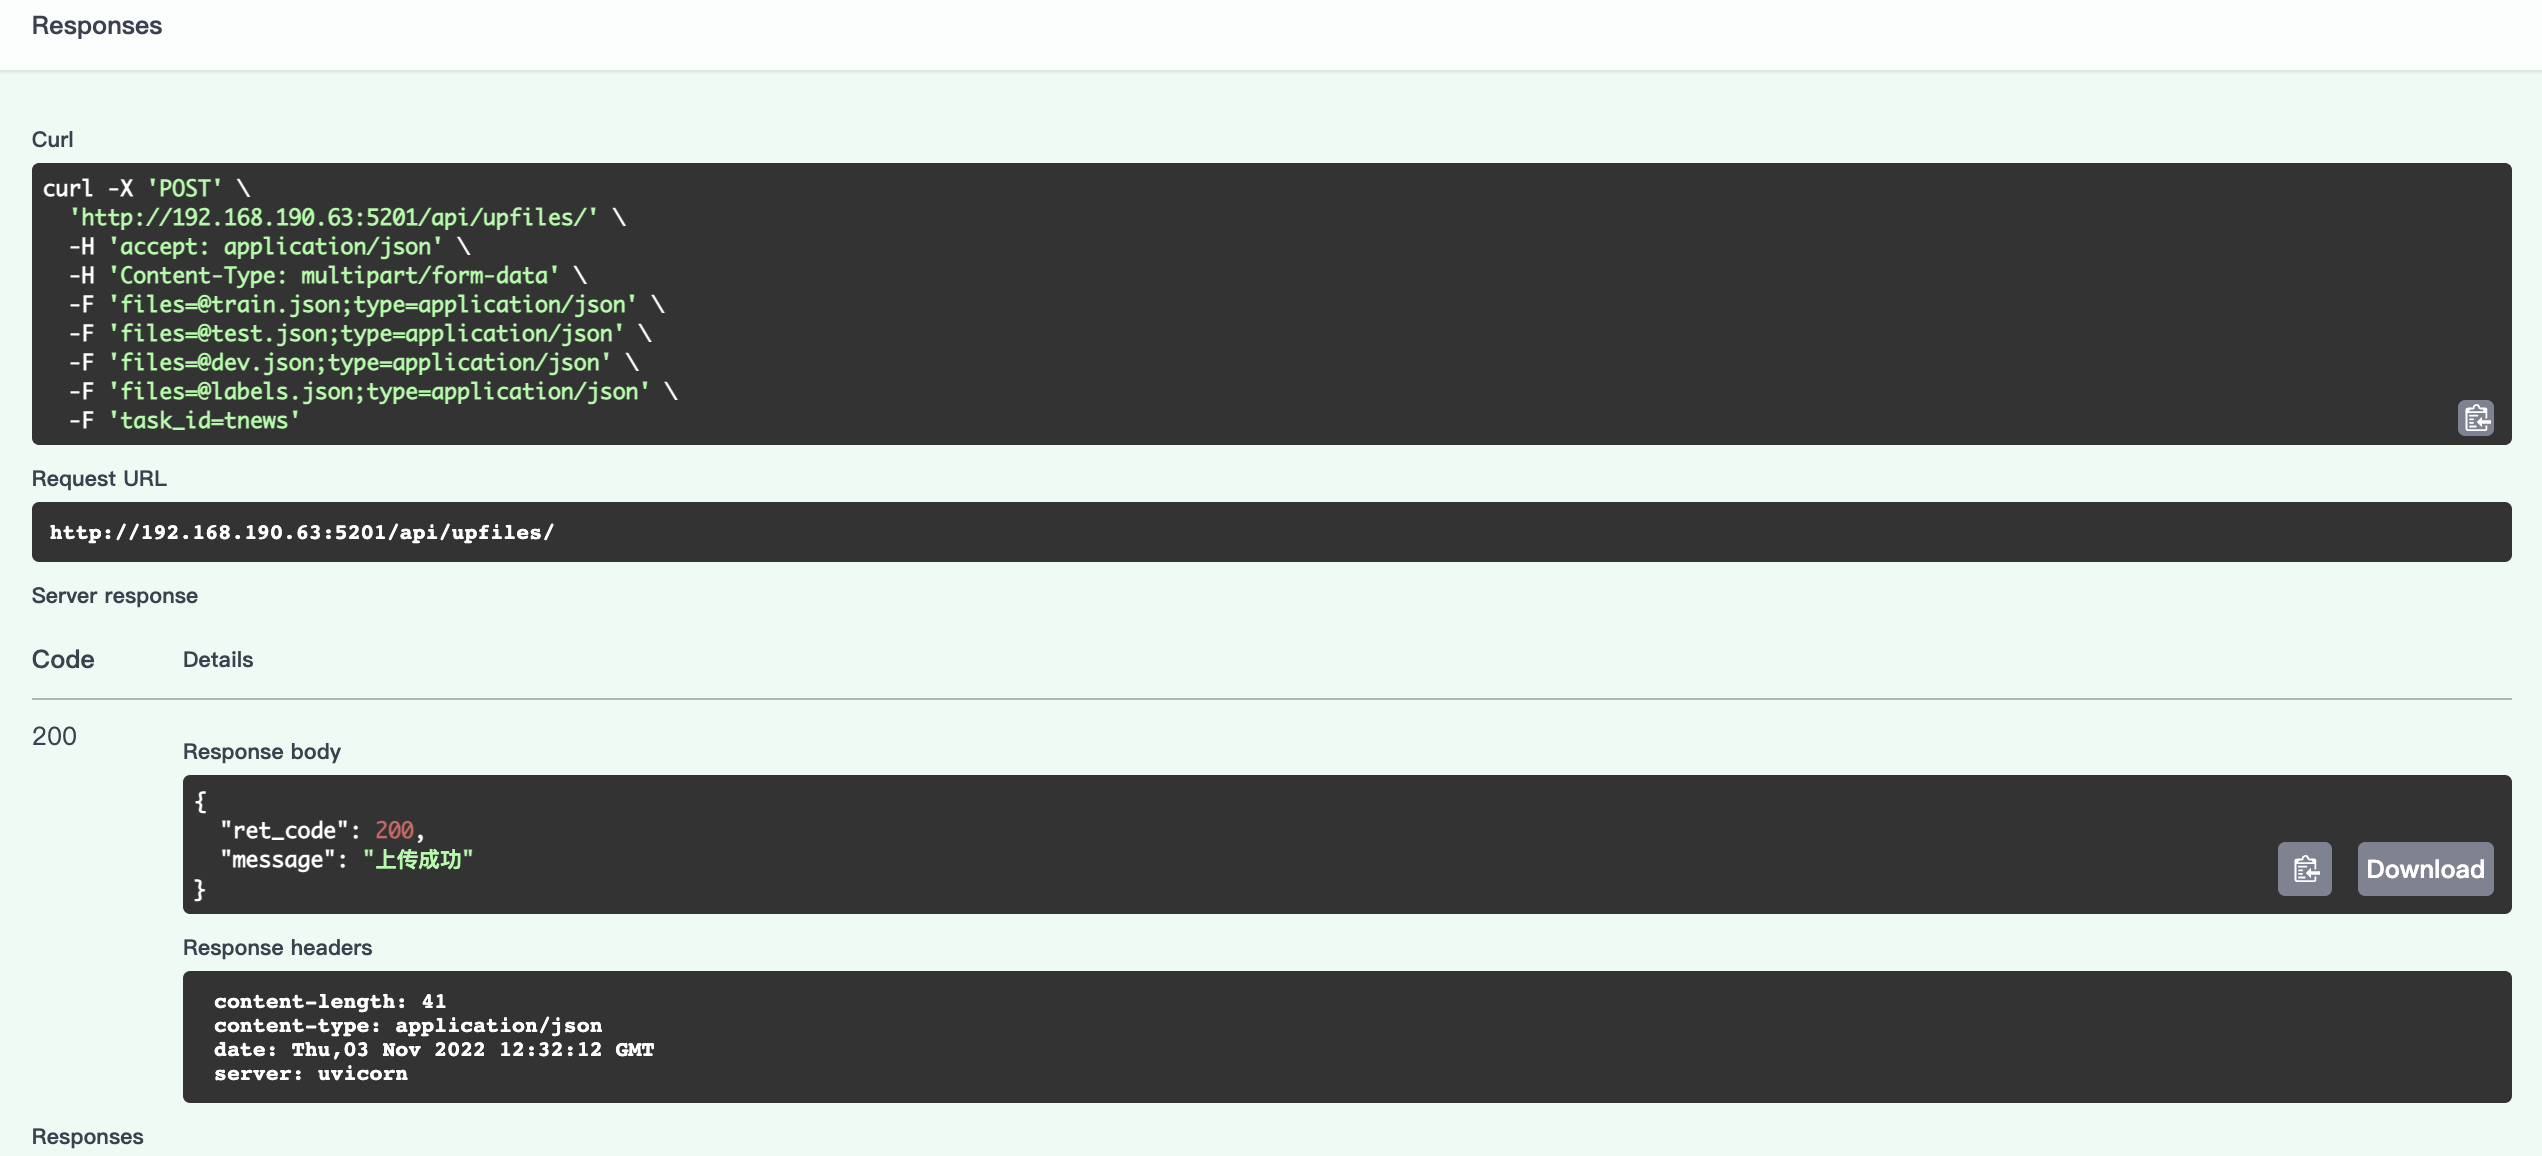 Responses
Curl
curl -X 'POST' \
  'http://192.168.190.63:5201/api/upfiles/' \
  -H 'accept: application/json' \
  -H 'Content-Type: multipart/form-data' \
  -F 'files=@train.json;type=application/json' \
  -F 'files=@test.json;type=application/json' \
  -F 'files=@dev.json;type=application/json' \
  -F 'files=@labels.json;type=application/json' \
  -F 'task_id=tnews'
Request URL
http://192.168.190.63:5201/api/upfiles/
Server response
Code Details
200
Response body
{
  "ret_code": 200,
  "message": "上传成功"
}
Download
Response headers
content-length: 41
content-type: application/json
date: Thu,03 Nov 2022 12:32:12 GMT
server: uvicorn
Responses